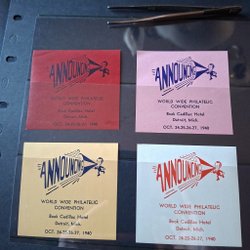 ANNOUNCING
WORLD WIDE PHILATELIC
CONVENTION
Book Cadillac Hotel
Detroit, Mich.
OCT. 24-25-26-27, 1940
ANNOUNCING
WORLD WIDE PHILATELIC
CONVENTION
Book Cadillac Hotel
Detroit, Mich.
OCT. 24-25-26-27, 1940
ANNOUNCING
WORLD WIDE PHILATELIC
CONVENTION
Book Cadillac Hotel
Detroit, Mich.
OCT. 24-25-26-27, 1940
ANNOUNCING
WORLD WIDE PHILATELIC
CONVENTION
Book Cadillac Hotel
Detroit, Mich.
OCT. 24-25-26-27, 1940